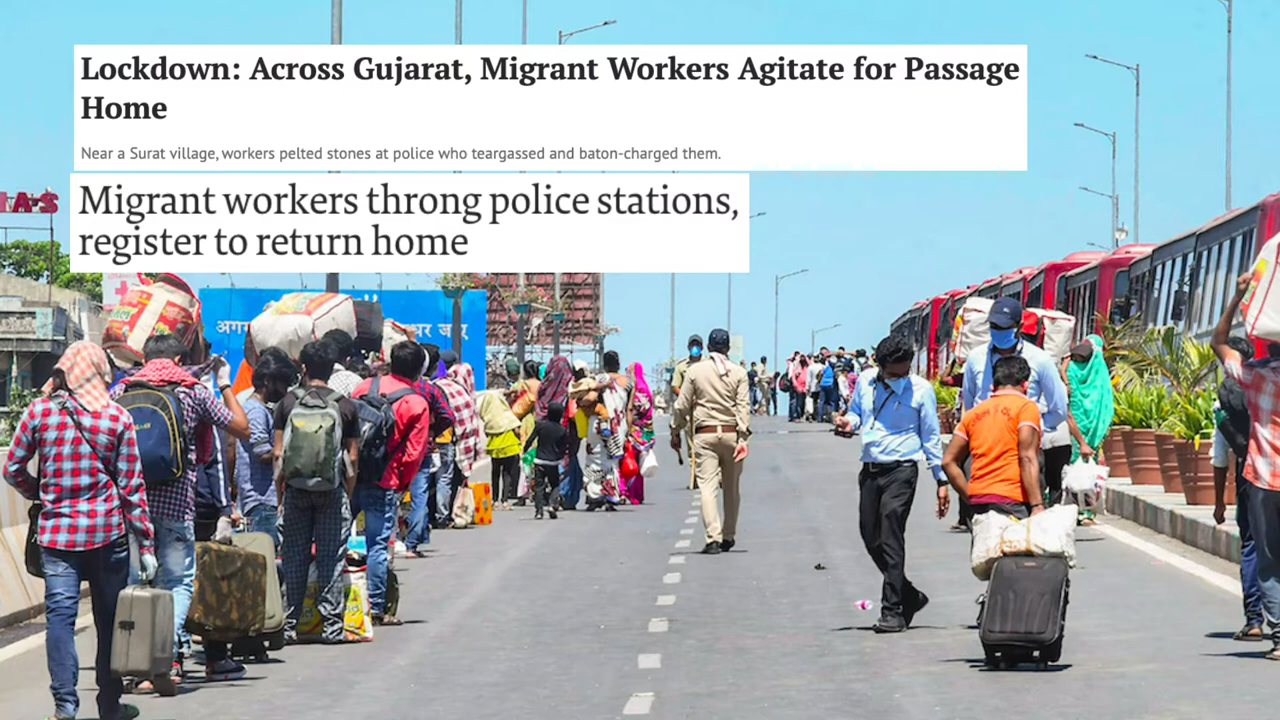 Lockdown: Across Gujarat, Migrant Workers Agitate for Passage
Home
Near a Surat village, workers pelted stones at police who teargassed and baton-charged them.
Migrant workers throng police stations,
register to return home
A'S